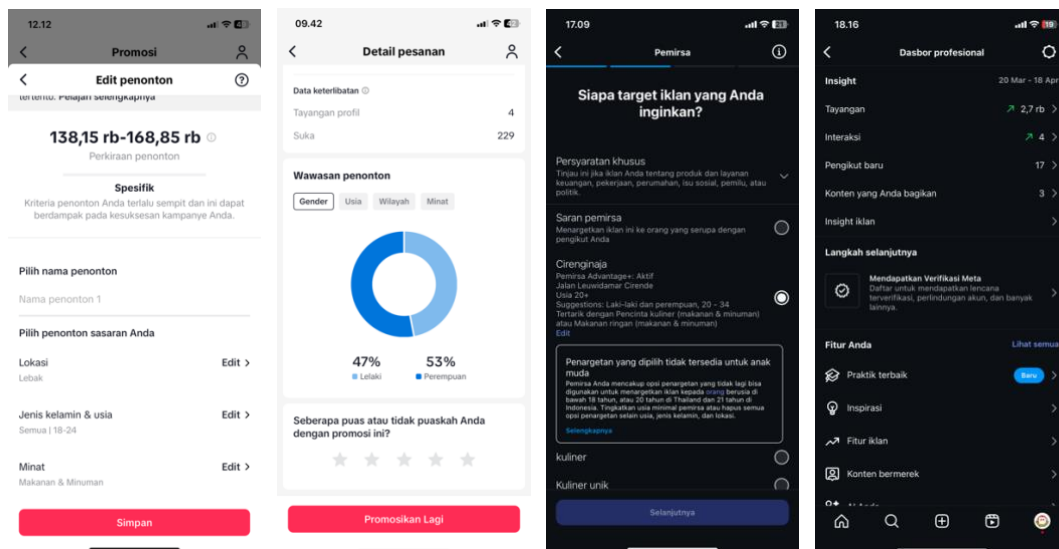 12.12
Promosi
Edit penonton
tertentu. Pelajari selengkapnya
138,15 rb-168,85 rb
Perkiraan penonton
Spesifik
Kriteria penonton Anda terlalu sempit dan ini dapat
berdampak pada kesuksesan kampanye Anda.
Pilih nama penonton
Nama penonton 1
Pilih penonton sasaran Anda
Lokasi
Edit >
Lebak
Jenis kelamin & usia
Edit >
Semua | 18-24
Minat
Edit >
Makanan & Minuman
Simpan
09.42
Detail pesanan
Data keterlibatan
Tayangan profil
4
Suka
229
Wawasan penonton
Gender
Usia
Wilayah
Minat
47%
53%
Lelaki
Perempuan
Seberapa puas atau tidak puaskah Anda
dengan promosi ini?
Promosikan Lagi
17.09
21
Pemirsa
Siapa target iklan yang Anda
inginkan?
Persyaratan khusus
Tinjau ini jika iklan Anda tentang produk dan layanan
keuangan, pekerjaan, perumahan, isu sosial, pemilu, atau
politik.
Saran pemirsa
Menargetkan iklan ini ke orang yang serupa dengan
pengikut Anda
Cirenginaja
Pemirsa Advantage+: Aktif
Jalan Leuwidamar Cirende
Usia 20+
Suggestions: Laki-laki dan perempuan, 20 - 34
Tertarik dengan Pencinta kuliner (makanan & minuman)
atau Makanan ringan (makanan & minuman)
Edit
Penargetan yang dipilih tidak tersedia untuk anak
muda
Pemirsa Anda mencakup opsi penargetan yang tidak lagi bisa
digunakan untuk menargetkan iklan kepada orang berusia di
bawah 18 tahun, atau 20 tahun di Thailand dan 21 tahun di
Indonesia. Tingkatkan usia minimal pemirsa atau hapus semua
opsi penargetan selain usia, jenis kelamin, dan lokasi.
Selengkapnya
kuliner
Kuliner unik
Selanjutnya
18.16
19
Dasbor profesional
Insight
20 Mar - 18 Apr
Tayangan
2,7 rb >
Interaksi
4 >
Pengikut baru
17 >
Konten yang Anda bagikan
3 >
Insight iklan
Langkah selanjutnya
Mendapatkan Verifikasi Meta
Daftar untuk mendapatkan lencana
terverifikasi, perlindungan akun, dan banyak
lainnya.
Fitur Anda
Lihat semua
Praktik terbaik
Baru
Inspirasi
Fitur iklan
Konten bermerek